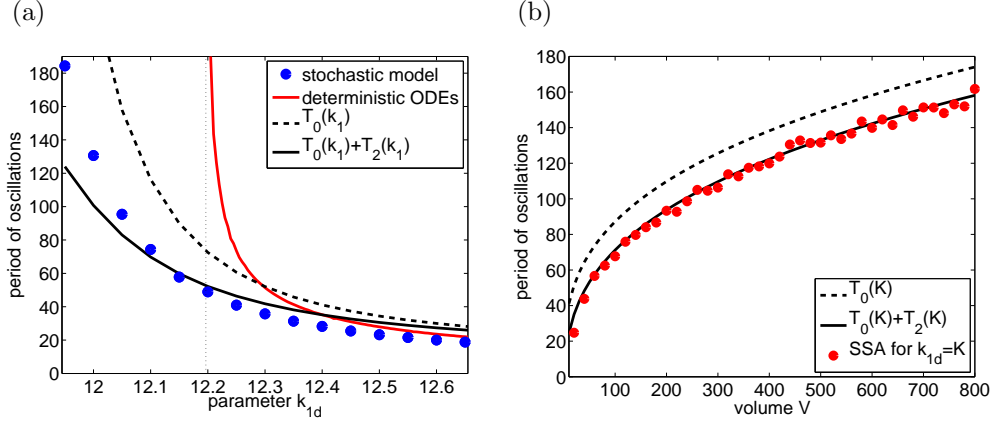 (a)
period of oscillations
180
160
140
120
100
80
60
40
20
0
12
12.1
12.2
12.3
12.4
12.5
12.6
parameter k1d
stochastic model
deterministic ODEs
T0(k1)
T0(k1)+T2(k1)
(b)
period of oscillations
180
160
140
120
100
80
60
40
20
0
100
200
300
400
500
600
700
800
volume V
T0(K)
T0(K)+T2(K)
SSA for k1d=K